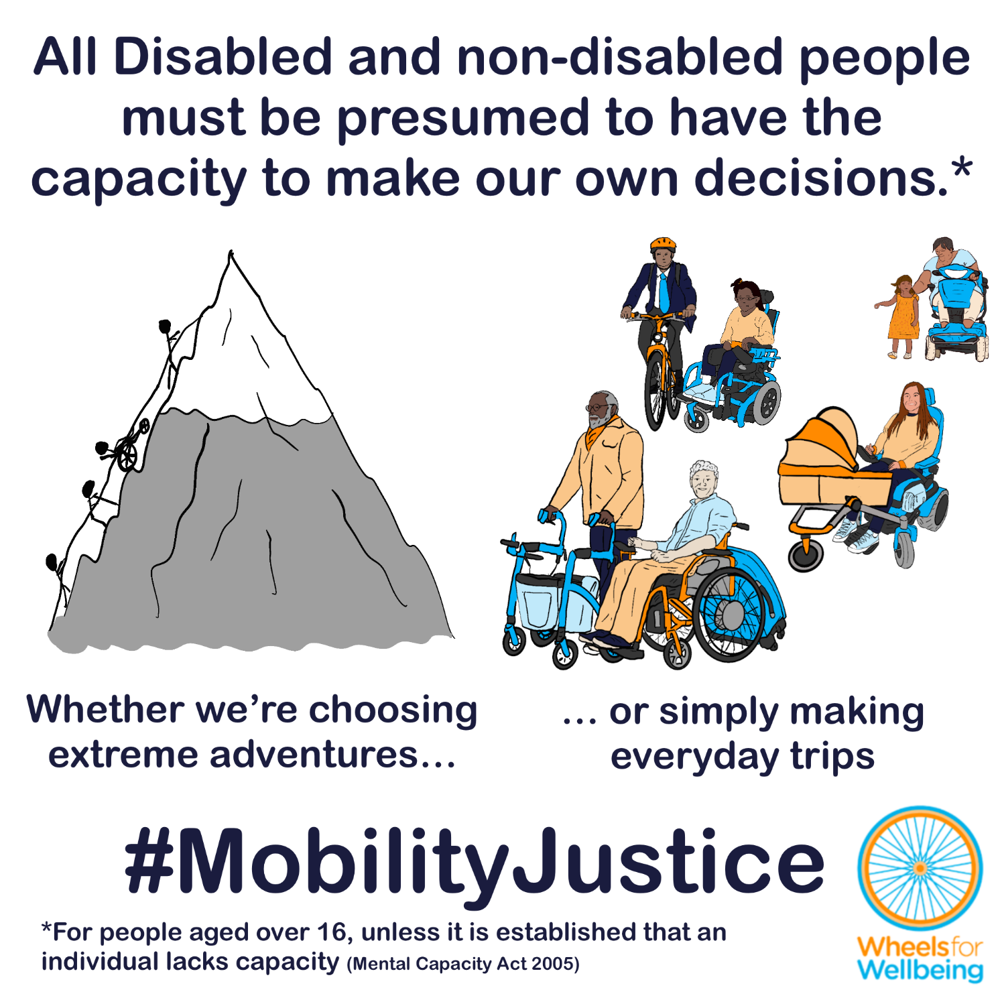 All Disabled and non-disabled people
must be presumed to have the
capacity to make our own decisions.*
Whether we’re choosing
extreme adventures…
… or simply making
everyday trips
#MobilityJustice
*For people aged over 16, unless it is established that an
individual lacks capacity (Mental Capacity Act 2005)
Wheelsfor
Wellbeing